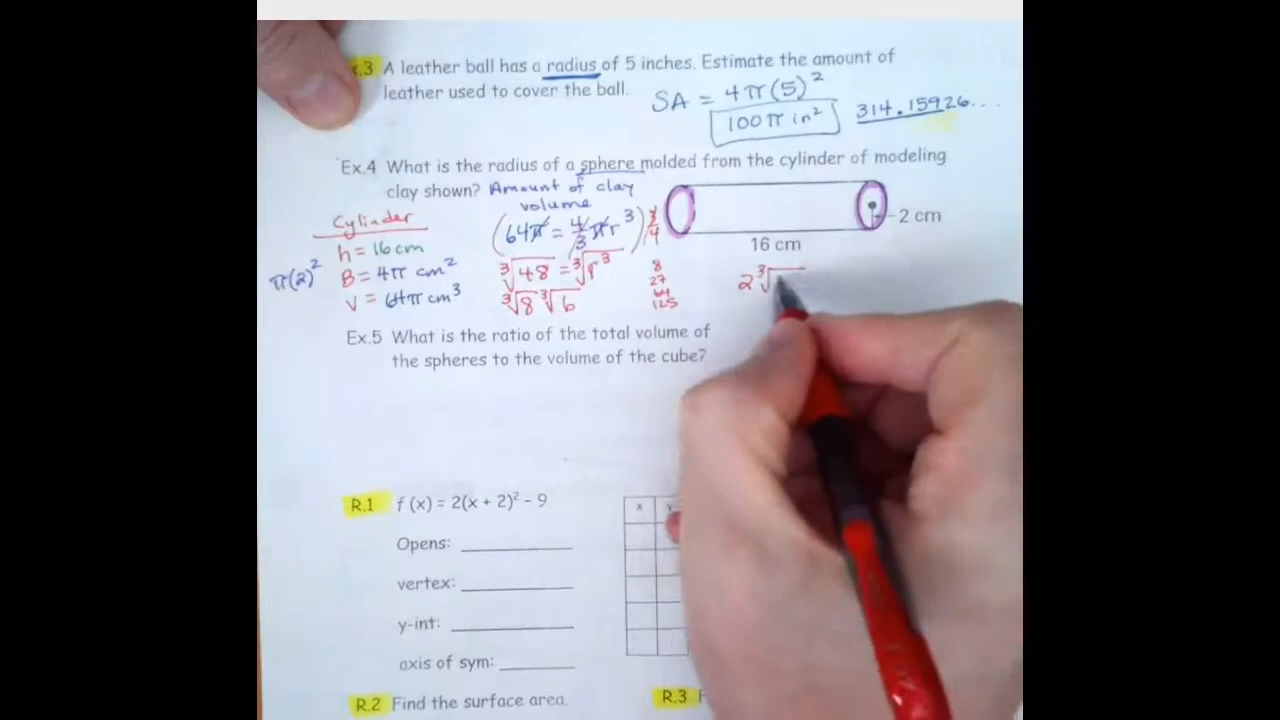 .3 A leather ball has a radius of 5 inches. Estimate the amount of
leather used to cover the ball.
SA = 4π(5)²
100π in²
314.15926...
Ex.4 What is the radius of a sphere molded from the cylinder of modeling
clay shown? Amount of clay
volume
Cylinder
h = 16 cm
π(2)² B = 4π cm²
V = 64π cm³
(64π = 4/3 πr³) 3/4
∛48 = ∛r³
∛8 ∛6
8
27
64
125
2 cm
16 cm
2∛
Ex.5 What is the ratio of the total volume of
the spheres to the volume of the cube?
R.1 f (x) = 2(x + 2)² - 9
Opens:
vertex:
y-int:
axis of sym:
x y
R.2 Find the surface area.
R.3 F